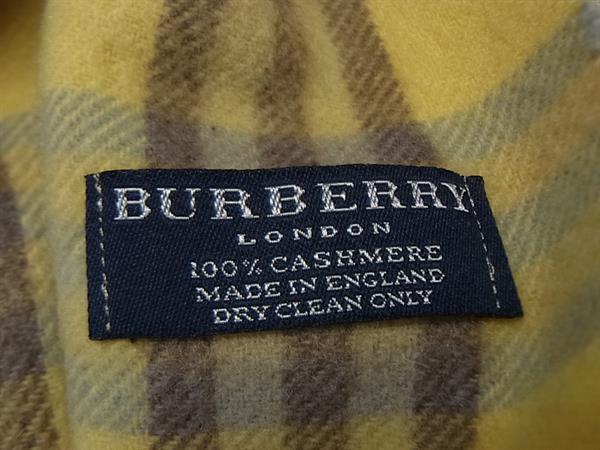 BURBERRY
LONDON
100% CASHMERE
MADE IN ENGLAND
DRY CLEAN ONLY